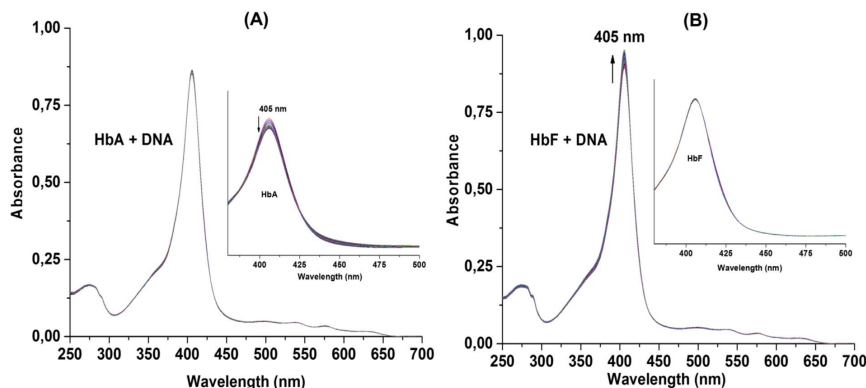 (A)
1,00
0,75
0,50
0,25
0,00
Absorbance
HbA + DNA
405 nm
HbA
400 425 450 475 500
Wavelength (nm)
250 300 350 400 450 500 550 600 650 700
Wavelength (nm)
(B)
1,00
0,75
0,50
0,25
0,00
Absorbance
405 nm
HbF + DNA
HbF
400 425 450 475 500
Wavelength (nm)
250 300 350 400 450 500 550 600 650 700
Wavelength (nm)